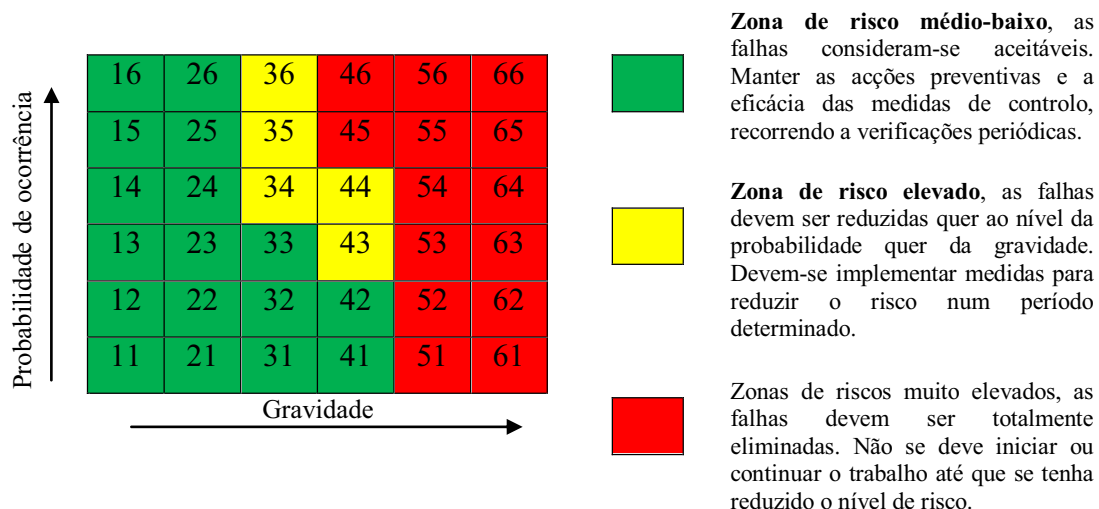 Probabilidade de ocorrência
16 26 36 46 56 66
15 25 35 45 55 65
14 24 34 44 54 64
13 23 33 43 53 63
12 22 32 42 52 62
11 21 31 41 51 61
Gravidade
Zona de risco médio-baixo, as
falhas consideram-se aceitáveis.
Manter as acções preventivas e a
eficácia das medidas de controlo,
recorrendo a verificações periódicas.
Zona de risco elevado, as falhas
devem ser reduzidas quer ao nível da
probabilidade quer da gravidade.
Devem-se implementar medidas para
reduzir o risco num período
determinado.
Zonas de riscos muito elevados, as
falhas devem ser totalmente
eliminadas. Não se deve iniciar ou
continuar o trabalho até que se tenha
reduzido o nível de risco.